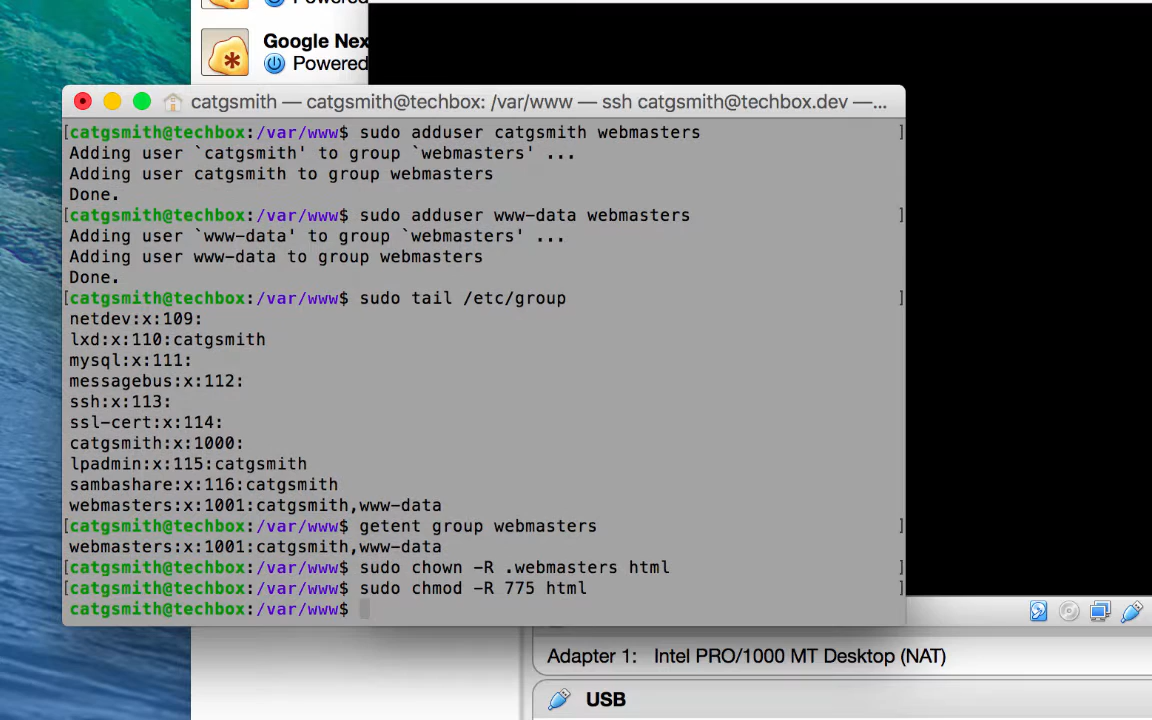 Powered
Google Nex
Powered
catgsmith — catgsmith@techbox: /var/www — ssh catgsmith@techbox.dev —...
[catgsmith@techbox:/var/www$ sudo adduser catgsmith webmasters ]
Adding user `catgsmith' to group `webmasters' ...
Adding user catgsmith to group webmasters
Done.
[catgsmith@techbox:/var/www$ sudo adduser www-data webmasters ]
Adding user `www-data' to group `webmasters' ...
Adding user www-data to group webmasters
Done.
[catgsmith@techbox:/var/www$ sudo tail /etc/group ]
netdev:x:109:
lxd:x:110:catgsmith
mysql:x:111:
messagebus:x:112:
ssh:x:113:
ssl-cert:x:114:
catgsmith:x:1000:
lpadmin:x:115:catgsmith
sambashare:x:116:catgsmith
webmasters:x:1001:catgsmith,www-data
[catgsmith@techbox:/var/www$ getent group webmasters ]
webmasters:x:1001:catgsmith,www-data
[catgsmith@techbox:/var/www$ sudo chown -R .webmasters html ]
[catgsmith@techbox:/var/www$ sudo chmod -R 775 html ]
catgsmith@techbox:/var/www$
Adapter 1: Intel PRO/1000 MT Desktop (NAT)
USB